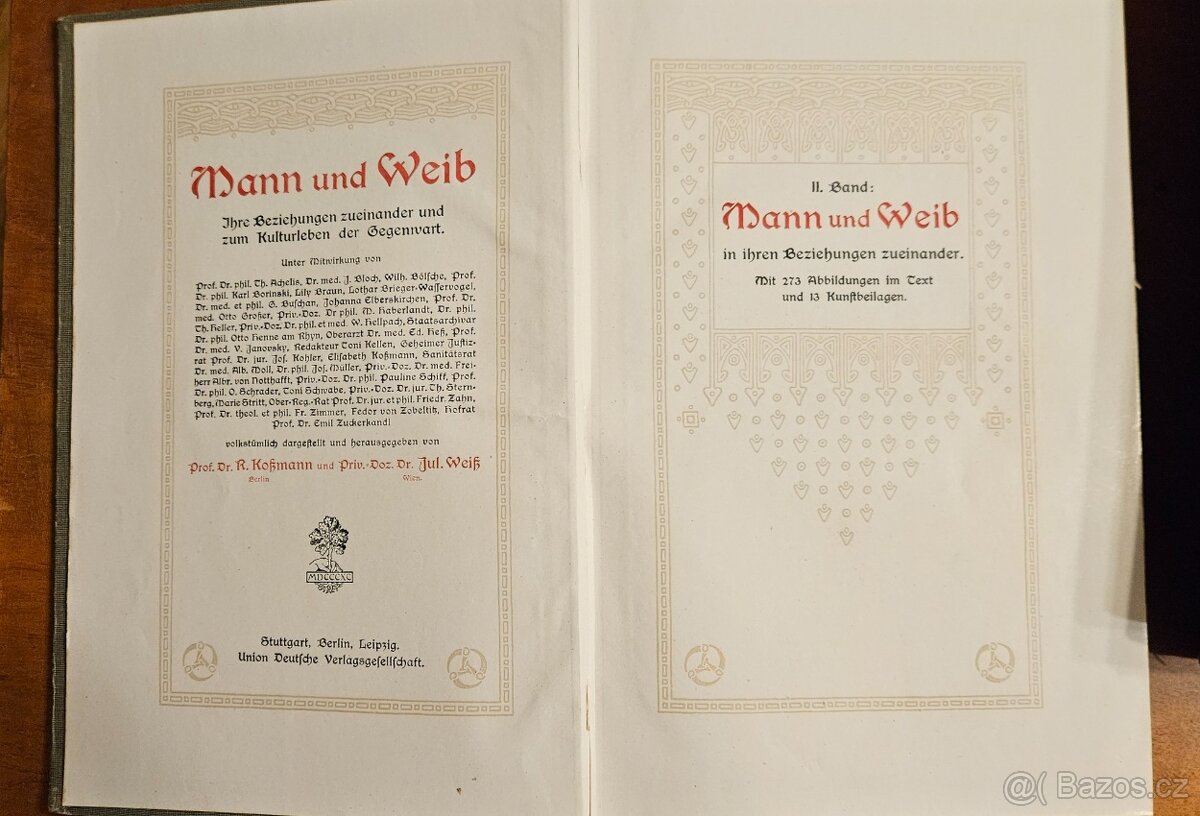 Mann und Weib
Ihre Beziehungen zueinander und
zum Kulturleben der Gegenwart.
Unter Mitwirkung von
Prof. Dr. phil. Th. Achelis, Dr. med. J. Bloch, Wilh. Bölsche, Prof.
Dr. phil. Karl Borinski, Lily Braun, Lothar Brieger-Wasservogel,
Dr. med. et phil. G. Buschan, Johanna Elberskirchen, Prof. Dr.
med. Otto Großer, Priv.-Doz. Dr phil. M. Haberlandt, Dr. phil.
Th. Heller, Priv.-Doz. Dr. phil. et med. W. Hellpach, Staatsarchivar
Dr. phil. Otto Henne am Rhyn, Oberarzt Dr. med. Ed. Heß, Prof.
Dr. med. V. Janovsky, Redakteur Toni Kellen, Geheimer Justiz-
rat Prof. Dr. jur. Jos. Kohler, Elisabeth Koßmann, Sanitätsrat
Dr. med. Alb. Moll, Dr. phil. Jos. Müller, Priv.-Doz. Dr. med. Frei-
herr Albr. von Notthafft, Priv.-Doz. Dr. phil. Pauline Schiff, Prof.
Dr. phil. O. Schrader, Toni Schwabe, Priv.-Doz. Dr. jur. Th. Stern-
berg, Marie Stritt, Ober-Reg.-Rat Prof. Dr. jur. et phil. Friedr. Zahn,
Prof. Dr. theol. et phil. Fr. Zimmer, Fedor von Zobeltitz, Hofrat
Prof. Dr. Emil Zuckerkandl
volkstümlich dargestellt und herausgegeben von
Prof. Dr. R. Koßmann und Priv.-Doz. Dr. Jul. Weiß
Berlin Wien.
MDCCCXC
Stuttgart, Berlin, Leipzig.
Union Deutsche Verlagsgesellschaft.
II. Band:
Mann und Weib
in ihren Beziehungen zueinander.
Mit 273 Abbildungen im Text
und 13 Kunstbeilagen.
Bazos.cz